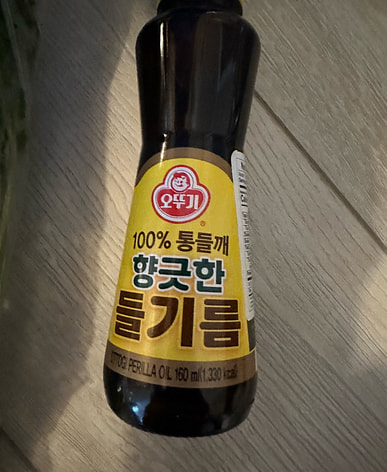 오뚜기
®
100% 통들깨
향긋한
들기름
OTTOGI PERILLA OIL 160 ml(1,330 kcal)